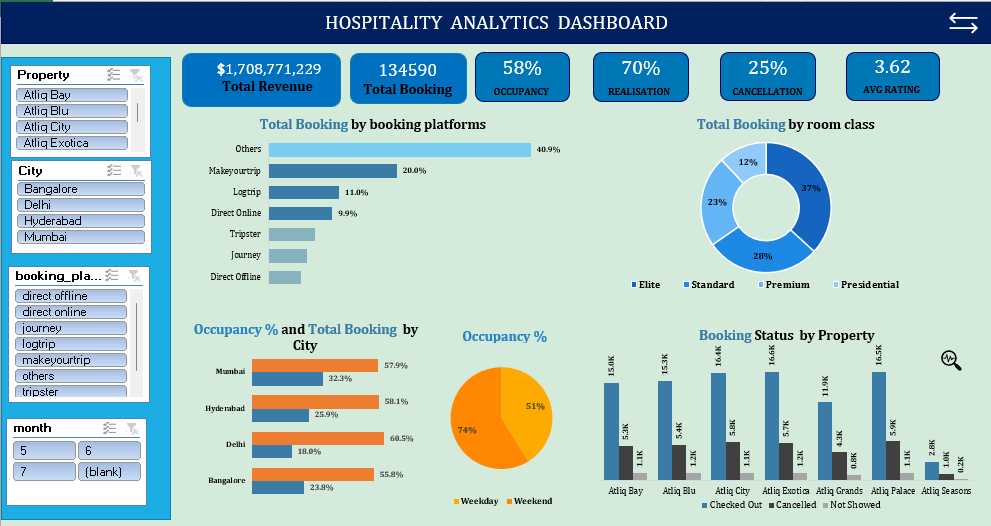 HOSPITALITY ANALYTICS DASHBOARD
Property
Atliq Bay
Atliq Blu
Atliq City
Atliq Exotica
City
Bangalore
Delhi
Hyderabad
Mumbai
booking_pla...
direct offline
direct online
journey
logtrip
makeyourtrip
others
tripster
month
5 6
7 (blank)
$1,708,771,229
Total Revenue
134590
Total Booking
58%
OCCUPANCY
70%
REALISATION
25%
CANCELLATION
3.62
AVG RATING
Total Booking by booking platforms
Others 40.9%
Makeyourtrip 20.0%
Logtrip 11.0%
Direct Online 9.9%
Tripster
Journey
Direct Offline
Total Booking by room class
12%
37%
23%
28%
Elite Standard Premium Presidential
Occupancy % and Total Booking by
City
Mumbai 57.9%
32.3%
Hyderabad 58.1%
25.9%
Delhi 60.5%
18.0%
Bangalore 55.8%
23.8%
Occupancy %
51%
74%
Weekday Weekend
Booking Status by Property
15.0K 5.3K 1.1K
15.3K 5.4K 1.2K
16.4K 5.8K 1.1K
16.6K 5.7K 1.2K
11.9K 4.3K 0.8K
16.5K 5.9K 1.1K
2.8K 1.0K 0.2K
Atliq Bay Atliq Blu Atliq City Atliq Exotica Atliq Grands Atliq Palace Atliq Seasons
Checked Out Cancelled Not Showed